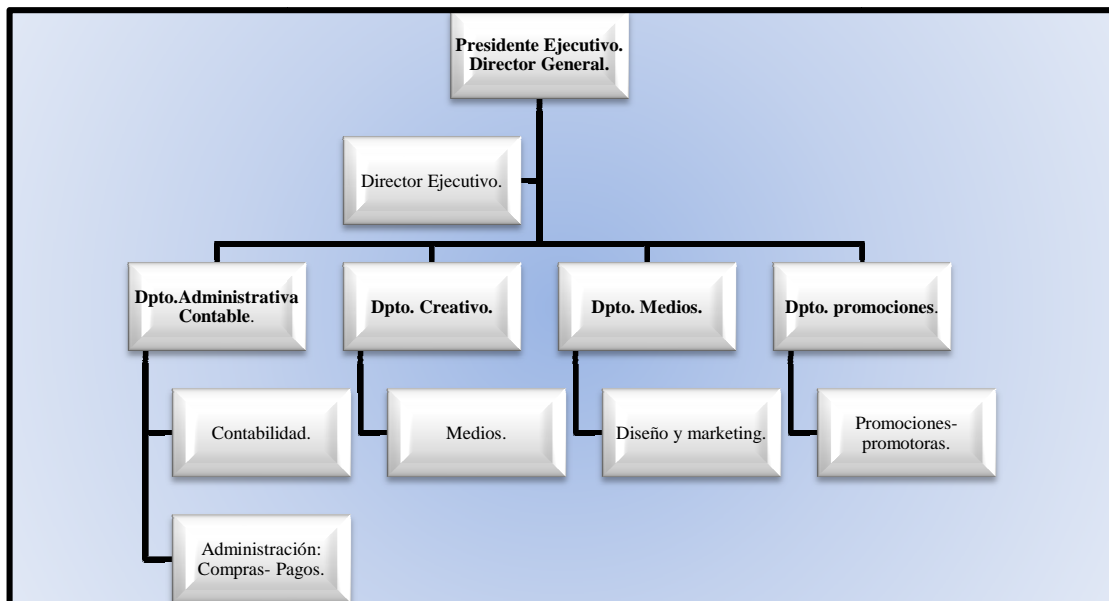 Presidente Ejecutivo.
Director General.
Director Ejecutivo.
Dpto.Administrativa
Contable.
Dpto. Creativo.
Dpto. Medios.
Dpto. promociones.
Contabilidad.
Medios.
Diseño y marketing.
Promociones-
promotoras.
Administración:
Compras- Pagos.